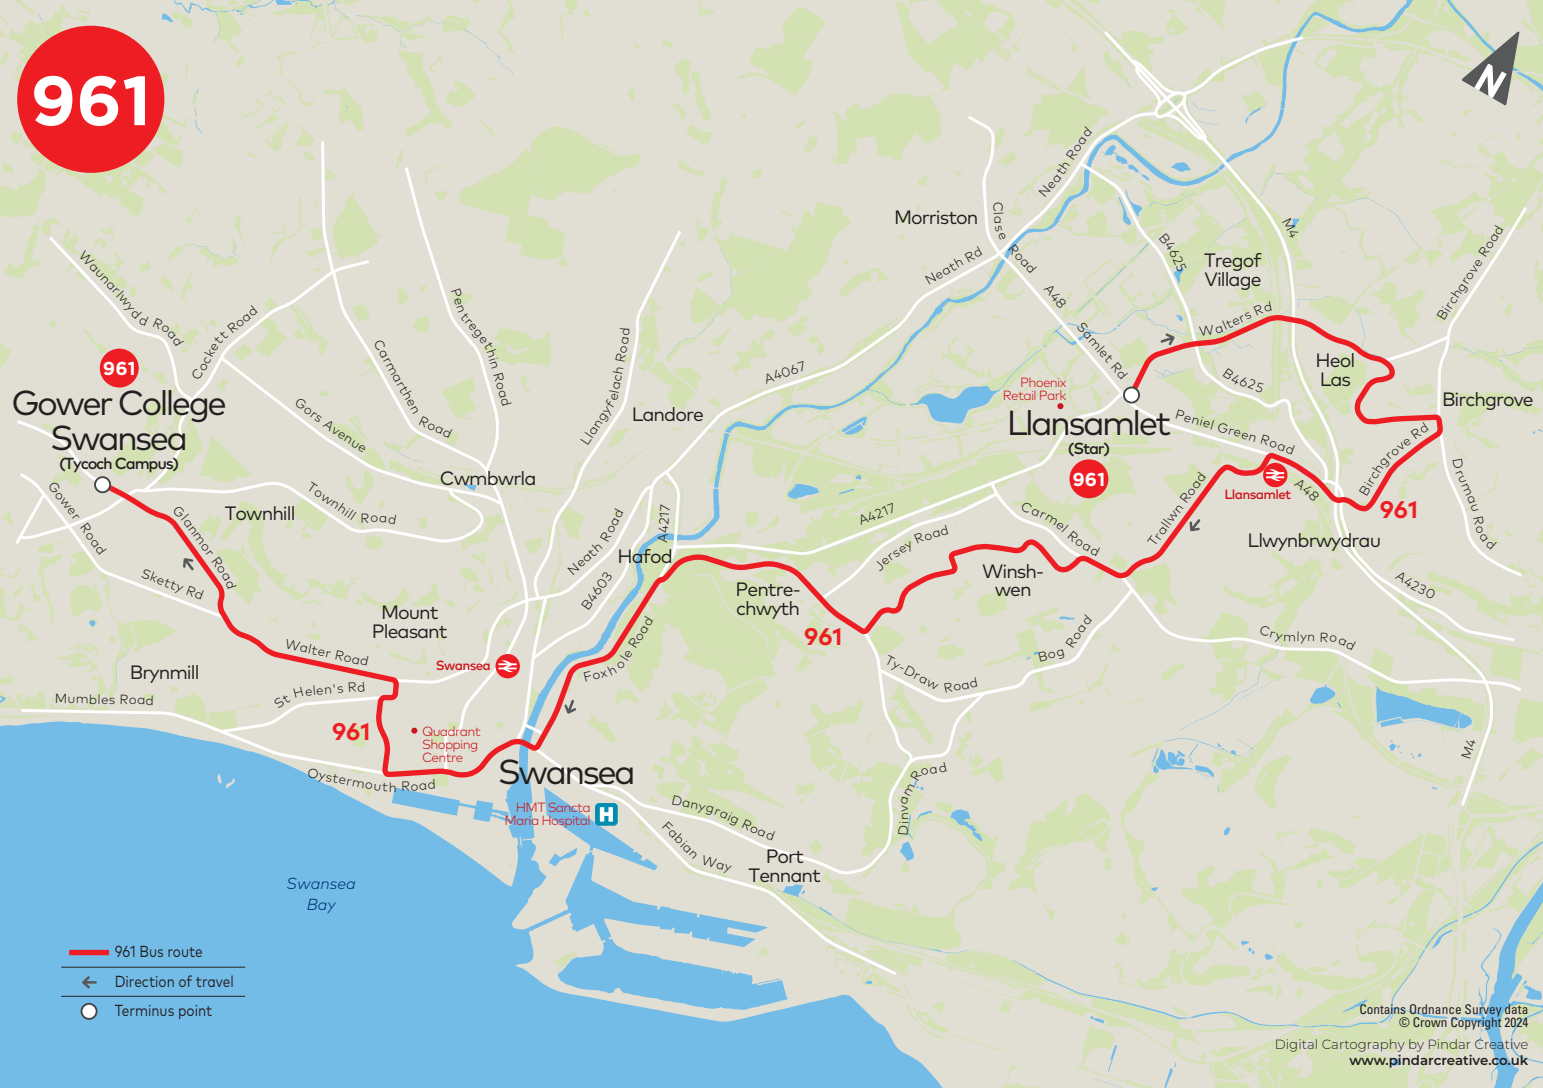 961
N
Neath Road
Morriston
Clase Road
Neath Rd
B4625
M4
Tregof
Village
Birchgrove Road
Waunarlwydd Road
Cockett Road
Pentregethin Road
Carmarthen Road
Llangyfelach Road
A48
Samlet Rd
Walters Rd
961
Gower College
Swansea
(Tycoch Campus)
Gors Avenue
Landore
A4067
Phoenix
Retail Park
Llansamlet
(Star)
961
B4625
Heol
Las
Birchgrove
Peniel Green Road
Birchgrove Rd
Drumau Road
Cwmbwrla
Townhill
Townhill Road
Gower Road
Glanmor Road
Sketty Rd
Neath Road
A4217
Hafod
B4603
A4217
Jersey Road
Carmel Road
Trallwn Road
Llansamlet
A48
961
Llwynbrwydrau
A4230
Winsh-
wen
Pentre-
chwyth
961
Mount
Pleasant
Walter Road
Swansea
Foxhole Road
Ty-Draw Road
Bog Road
Crymlyn Road
Brynmill
Mumbles Road
St Helen's Rd
961
Quadrant
Shopping
Centre
Oystermouth Road
Swansea
HMT Sancta
Maria Hospital
H
Danygraig Road
Fabian Way
Dinvam Road
M4
Port
Tennant
Swansea
Bay
961 Bus route
Direction of travel
Terminus point
Contains Ordnance Survey data
© Crown Copyright 2024
Digital Cartography by Pindar Creative
www.pindarcreative.co.uk